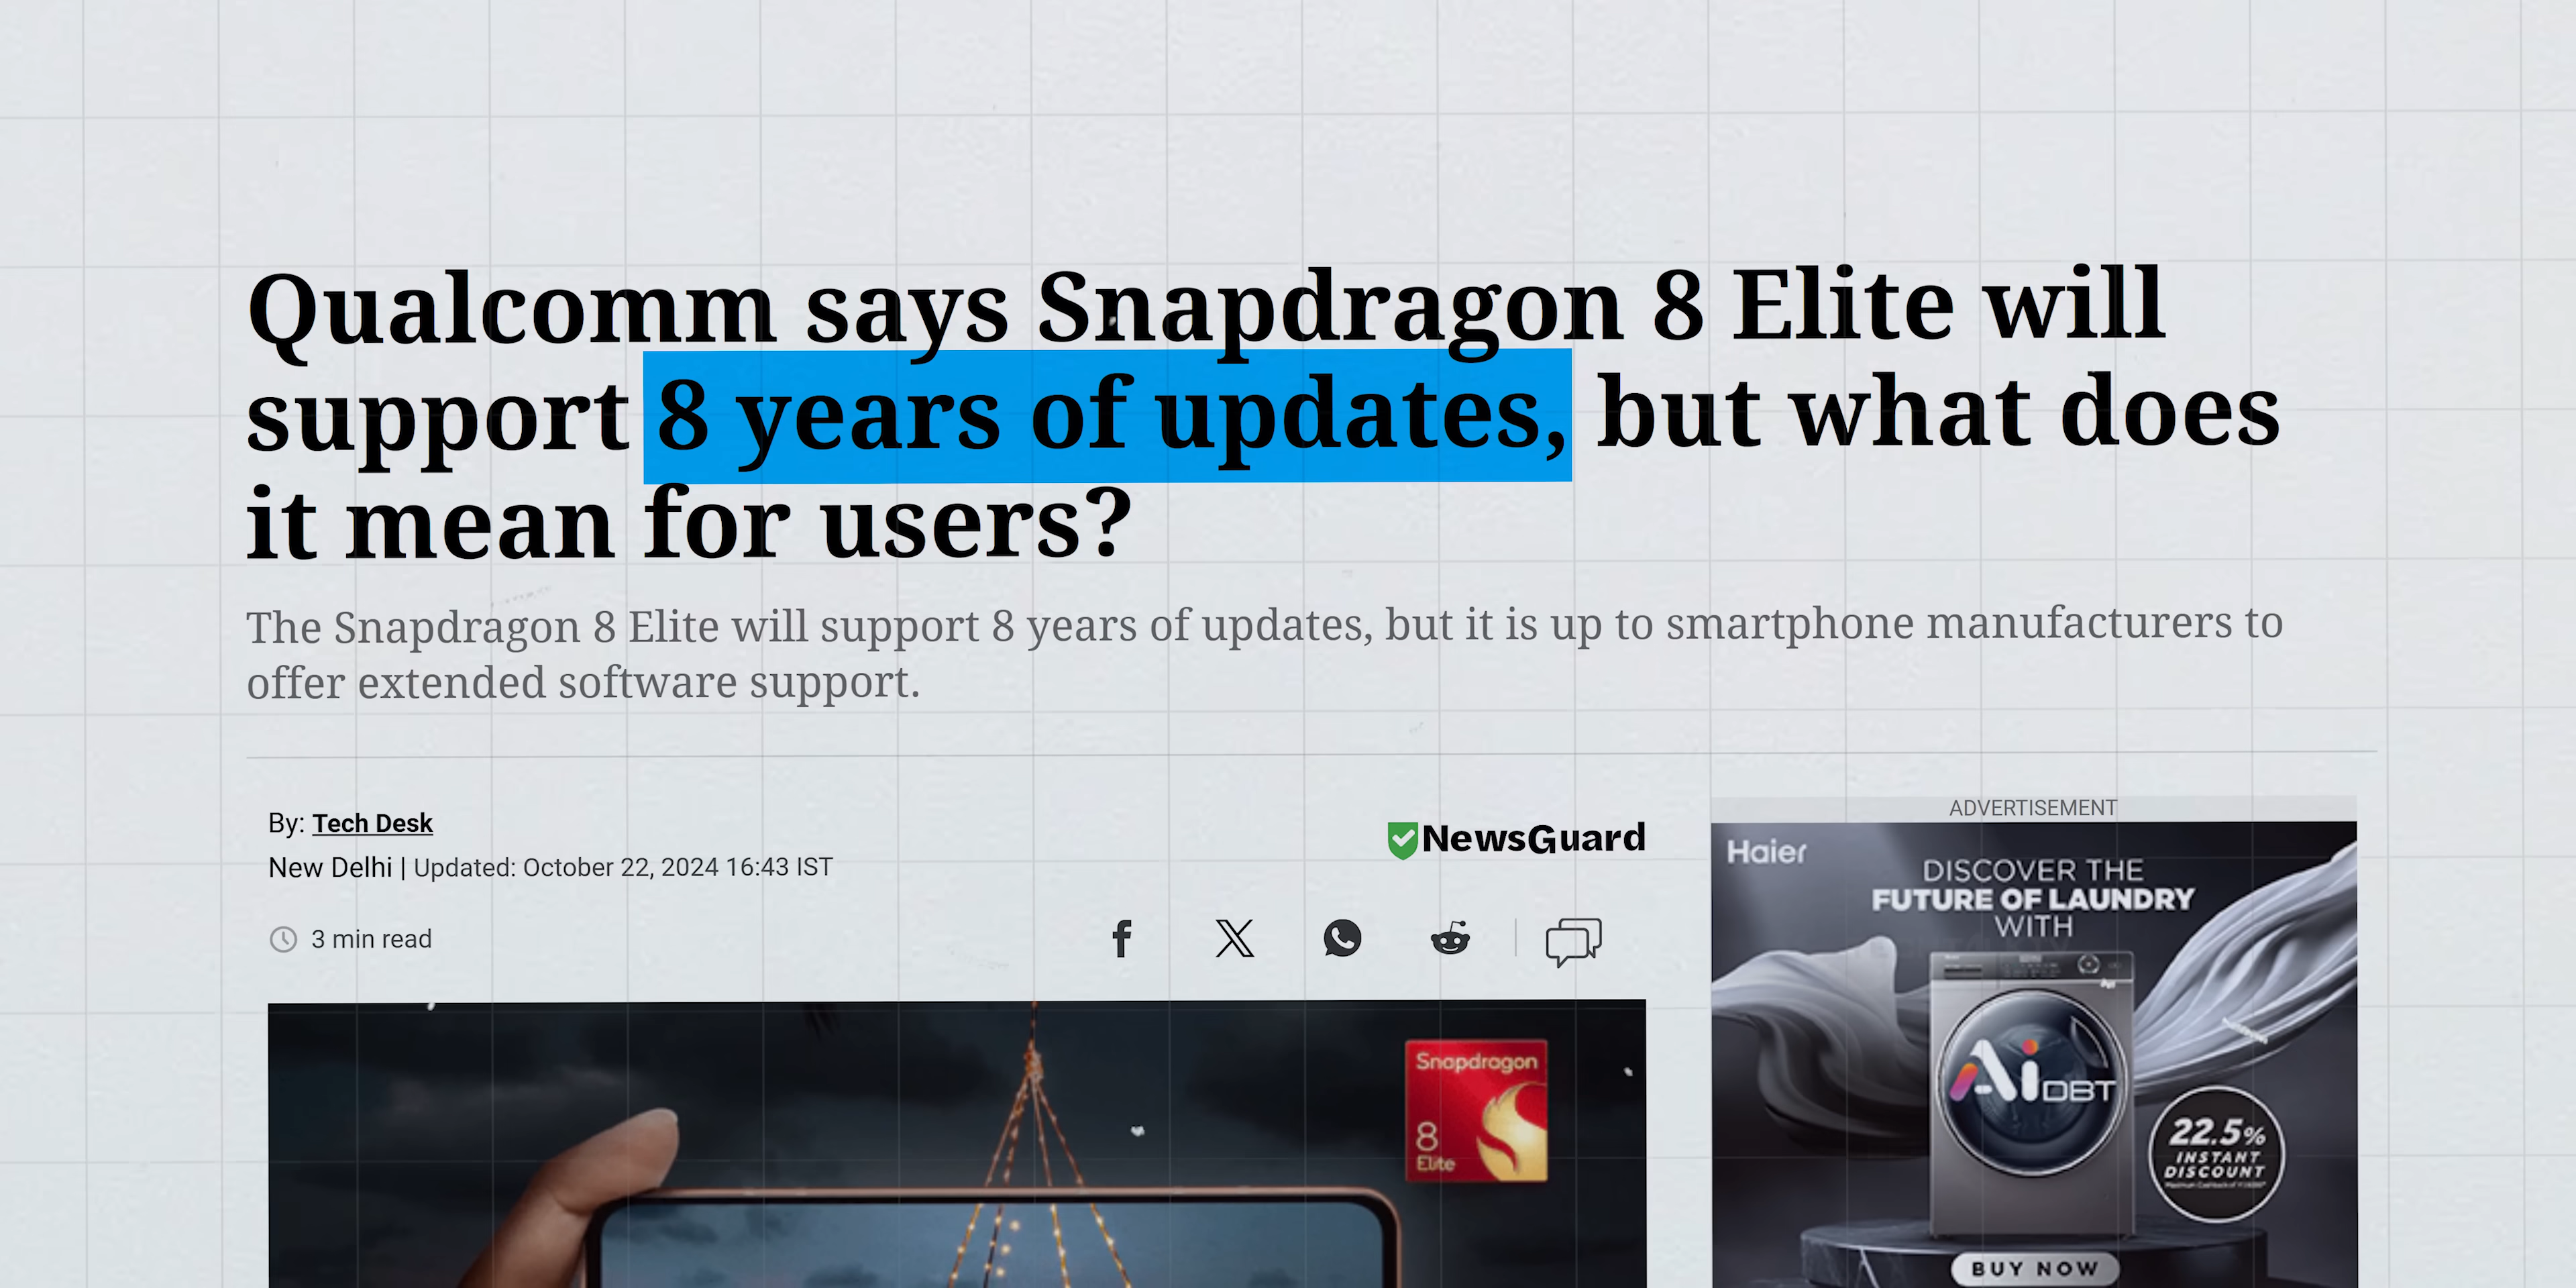 Qualcomm says Snapdragon 8 Elite will
support 8 years of updates, but what does
it mean for users?
The Snapdragon 8 Elite will support 8 years of updates, but it is up to smartphone manufacturers to
offer extended software support.
By: Tech Desk
New Delhi | Updated: October 22, 2024 16:43 IST
3 min read
NewsGuard
Snapdragon
8
Elite
ADVERTISEMENT
Haier
DISCOVER THE
FUTURE OF LAUNDRY
WITH
Ai DBT
22.5%
INSTANT
DISCOUNT
BUY NOW